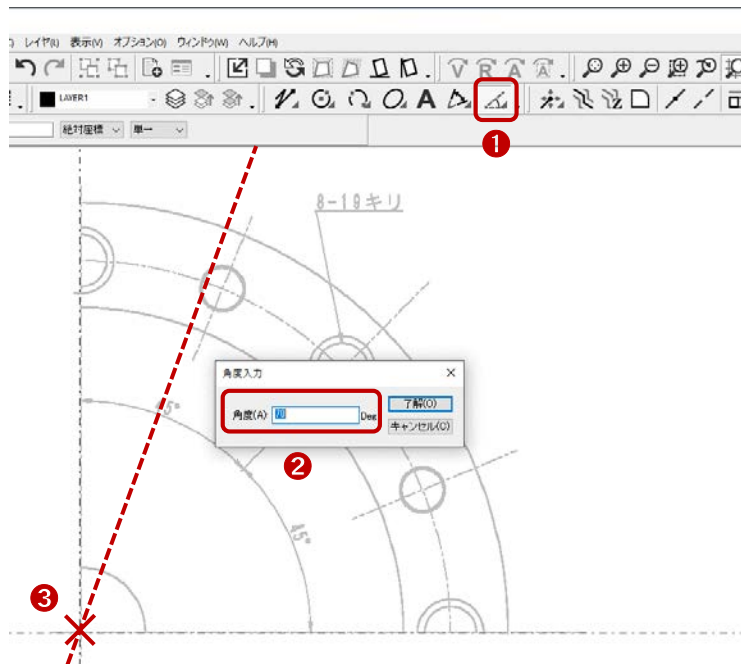 レイヤ(L) 表示(V) オプション(O) ウィンドウ(W) ヘルプ(H)
V R A A
LAYER1 A
1
絶対座標 単一
8-19キリ
角度入力
角度(A): 70 Deg
了解(O)
キャンセル(C)
45°
2
45°
3